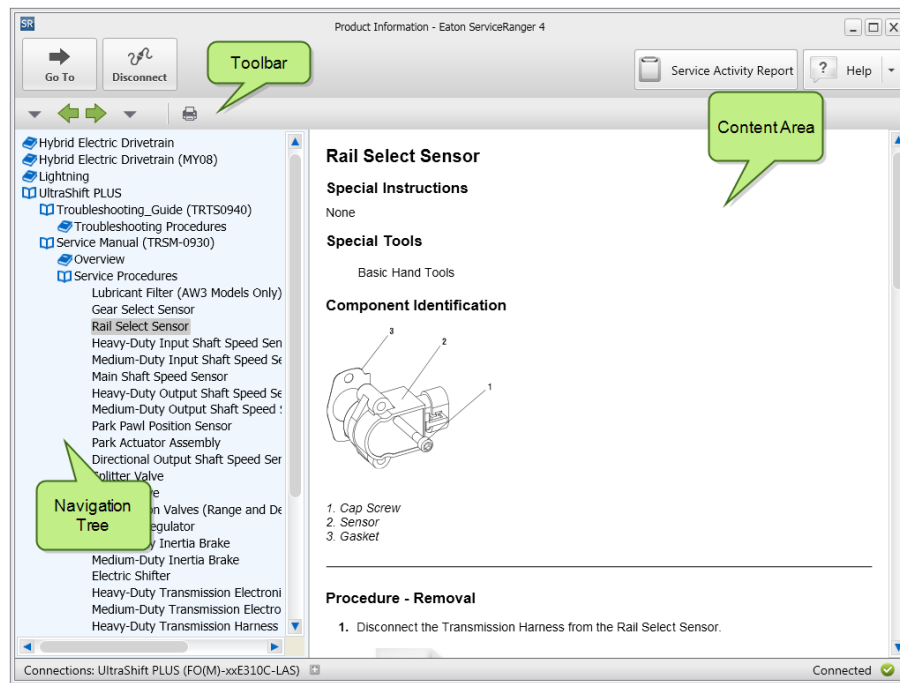 SR
Product Information - Eaton ServiceRanger 4
Go To
Disconnect
Toolbar
Service Activity Report
? Help
Content Area
Hybrid Electric Drivetrain
Hybrid Electric Drivetrain (MY08)
Lightning
UltraShift PLUS
Troubleshooting_Guide (TRTS0940)
Troubleshooting Procedures
Service Manual (TRSM-0930)
Overview
Service Procedures
Lubricant Filter (AW3 Models Only)
Gear Select Sensor
Rail Select Sensor
Heavy-Duty Input Shaft Speed Sen
Medium-Duty Input Shaft Speed Se
Main Shaft Speed Sensor
Heavy-Duty Output Shaft Speed Se
Medium-Duty Output Shaft Speed
Park Pawl Position Sensor
Park Actuator Assembly
Directional Output Shaft Speed Ser
Splitter Valve
on Valves (Range and De
egulator
y Inertia Brake
Medium-Duty Inertia Brake
Electric Shifter
Heavy-Duty Transmission Electroni
Medium-Duty Transmission Electro
Heavy-Duty Transmission Harness
Navigation
Tree
Rail Select Sensor
Special Instructions
None
Special Tools
Basic Hand Tools
Component Identification
3
2
1
1. Cap Screw
2. Sensor
3. Gasket
Procedure - Removal
1. Disconnect the Transmission Harness from the Rail Select Sensor.
Connections: UltraShift PLUS (FO(M)-xxE310C-LAS)
Connected